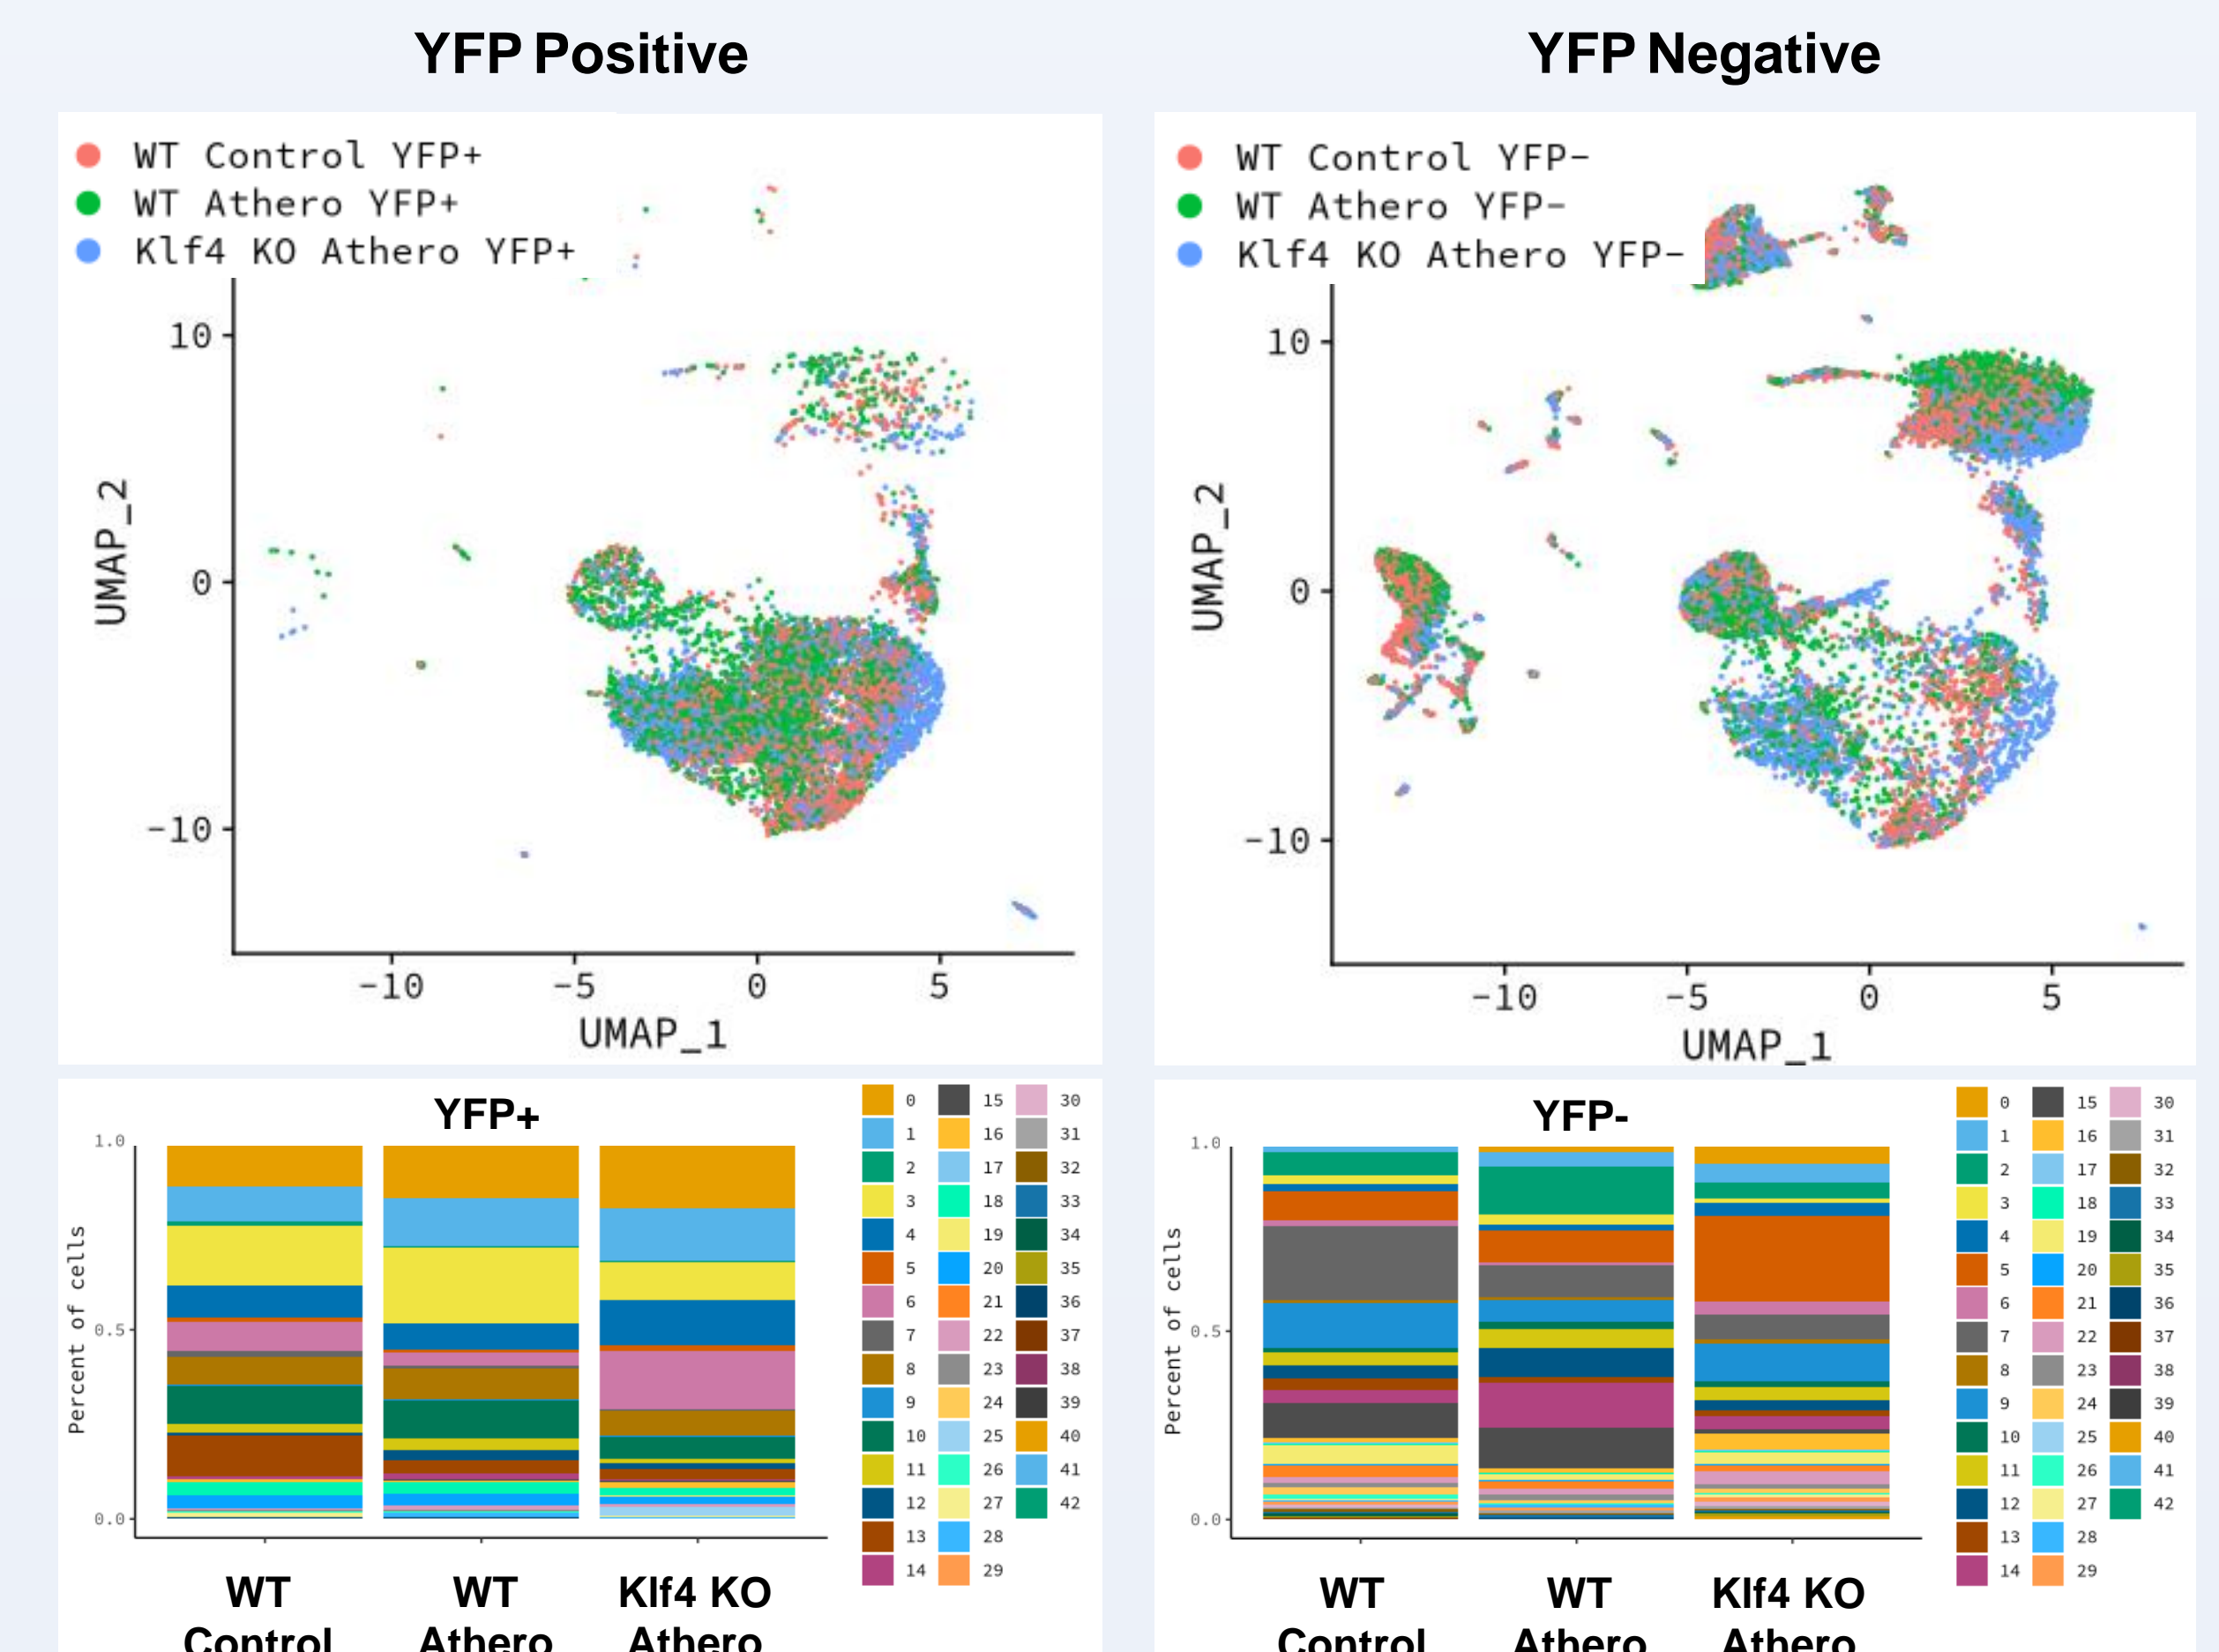 YFP Positive
YFP Negative
WT Control YFP+
WT Athero YFP+
Klf4 KO Athero YFP+
10
0
-10
UMAP_2
-10 -5 0 5
UMAP_1
WT Control YFP-
WT Athero YFP-
Klf4 KO Athero YFP-
10
0
-10
UMAP_2
-10 -5 0 5
UMAP_1
YFP+
1.0
0.5
0.0
Percent of cells
WT Control
WT Athero
Klf4 KO Athero
0 15 30
1 16 31
2 17 32
3 18 33
4 19 34
5 20 35
6 21 36
7 22 37
8 23 38
9 24 39
10 25 40
11 26 41
12 27 42
13 28
14 29
YFP-
1.0
0.5
0.0
Percent of cells
WT Control
WT Athero
Klf4 KO Athero
0 15 30
1 16 31
2 17 32
3 18 33
4 19 34
5 20 35
6 21 36
7 22 37
8 23 38
9 24 39
10 25 40
11 26 41
12 27 42
13 28
14 29